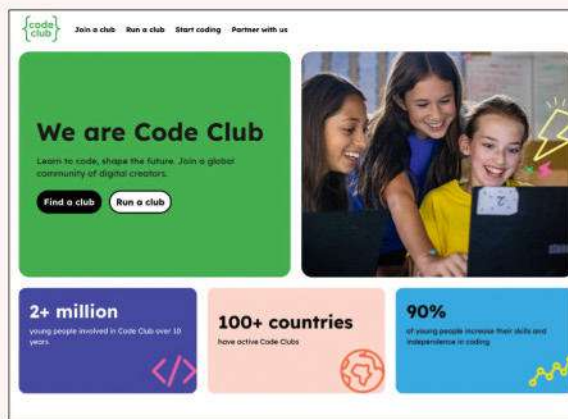 {code
club}
Join a club Run a club Start coding Partner with us
We are Code Club
Learn to code, shape the future. Join a global
community of digital creators.
Find a club Run a club
2+ million
young people involved in Code Club over 10
years
100+ countries
have active Code Clubs
90%
of young people increase their skills and
independence in coding